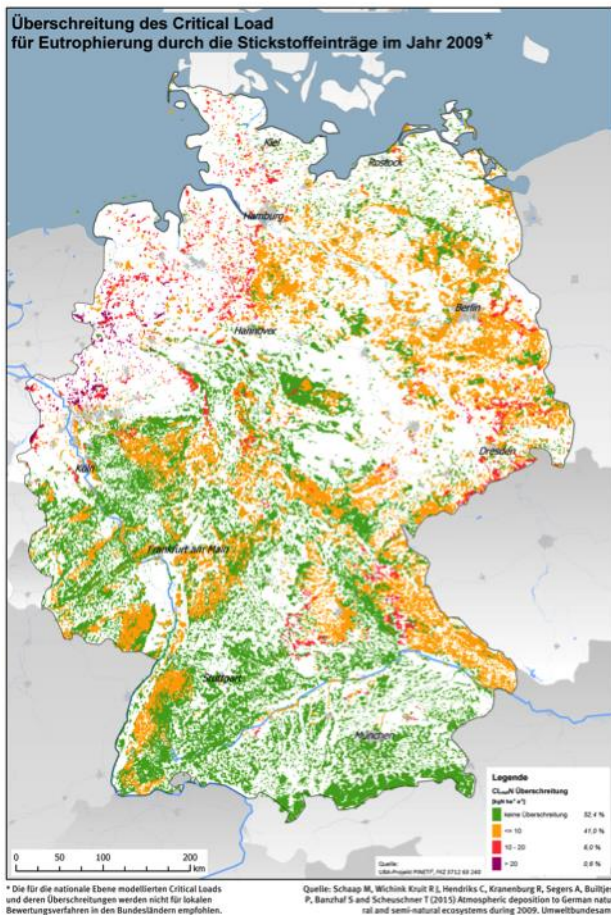 Überschreitung des Critical Load
für Eutrophierung durch die Stickstoffeinträge im Jahr 2009*
Kiel
Rostock
Hamburg
Berlin
Hannover
Dresden
Köln
Frankfurt am Main
Stuttgart
München
Legende
Überschreitung
keine Überschreitung 52,4 %
<= 10 41,0 %
10 - 20 6,0 %
> 20 0,6 %
0 50 100 200
km
Quelle:
* Die für die nationale Ebene modellierten Critical Loads
und deren Überschreitungen werden nicht für lokalen
Bewertungsverfahren in den Bundesländern empfohlen.
Quelle: Schaap M, Wichink Kruit R J, Hendriks C, Kranenburg R, Segers A, Builtjes
P, Banzhaf S and Scheuschner T (2015) Atmospheric deposition to German natu
ral and semi-natural ecosystems during 2009. Umweltbundesamt